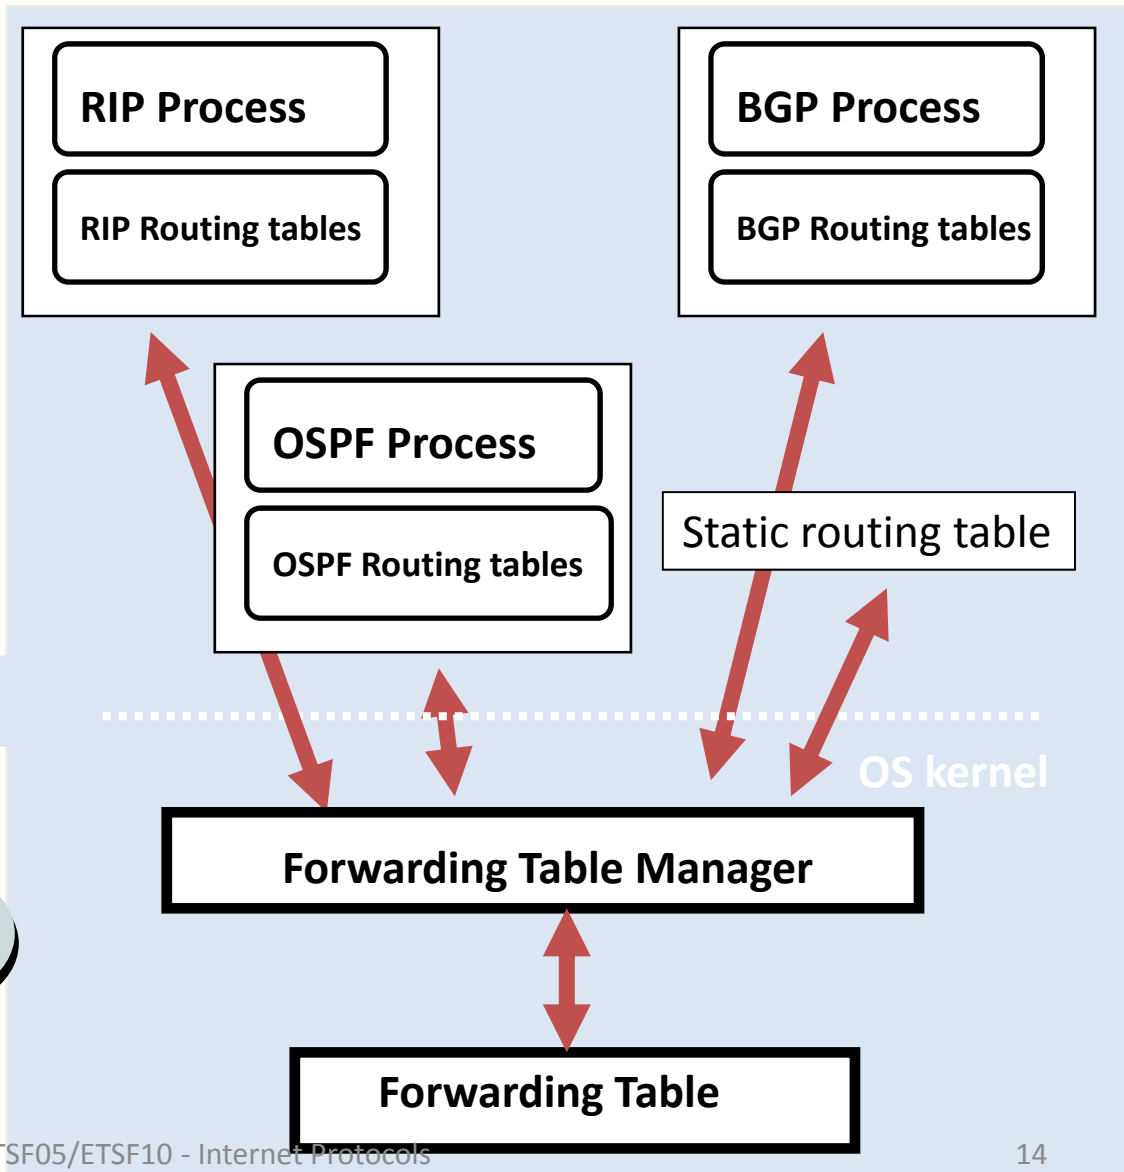 RIP Process
RIP Routing tables
BGP Process
BGP Routing tables
OSPF Process
OSPF Routing tables
Static routing table
OS kernel
Forwarding Table Manager
Forwarding Table
TSF05/ETSF10 - Internet Protocols
14